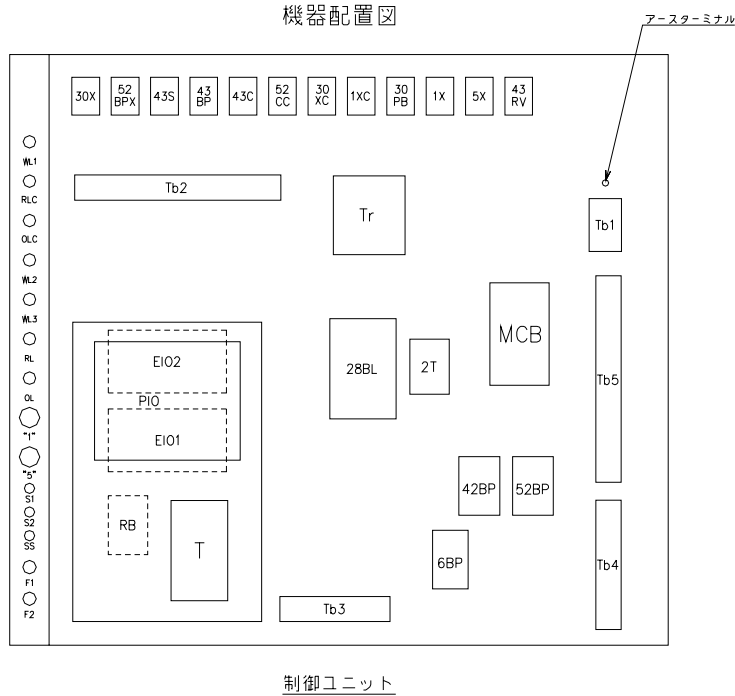 機器配置図
アースターミナル
30X
52
BPX
43S
43
BP
43C
52
CC
30
XC
1XC
30
PB
1X
5X
43
RV
WL1
RLC
OLC
WL2
WL3
RL
OL
"1"
"5"
S1
S2
SS
F1
F2
Tb2
Tr
Tb1
MCB
28BL
2T
Tb5
EIO2
PIO
EIO1
42BP
52BP
RB
T
6BP
Tb4
Tb3
制御ユニット